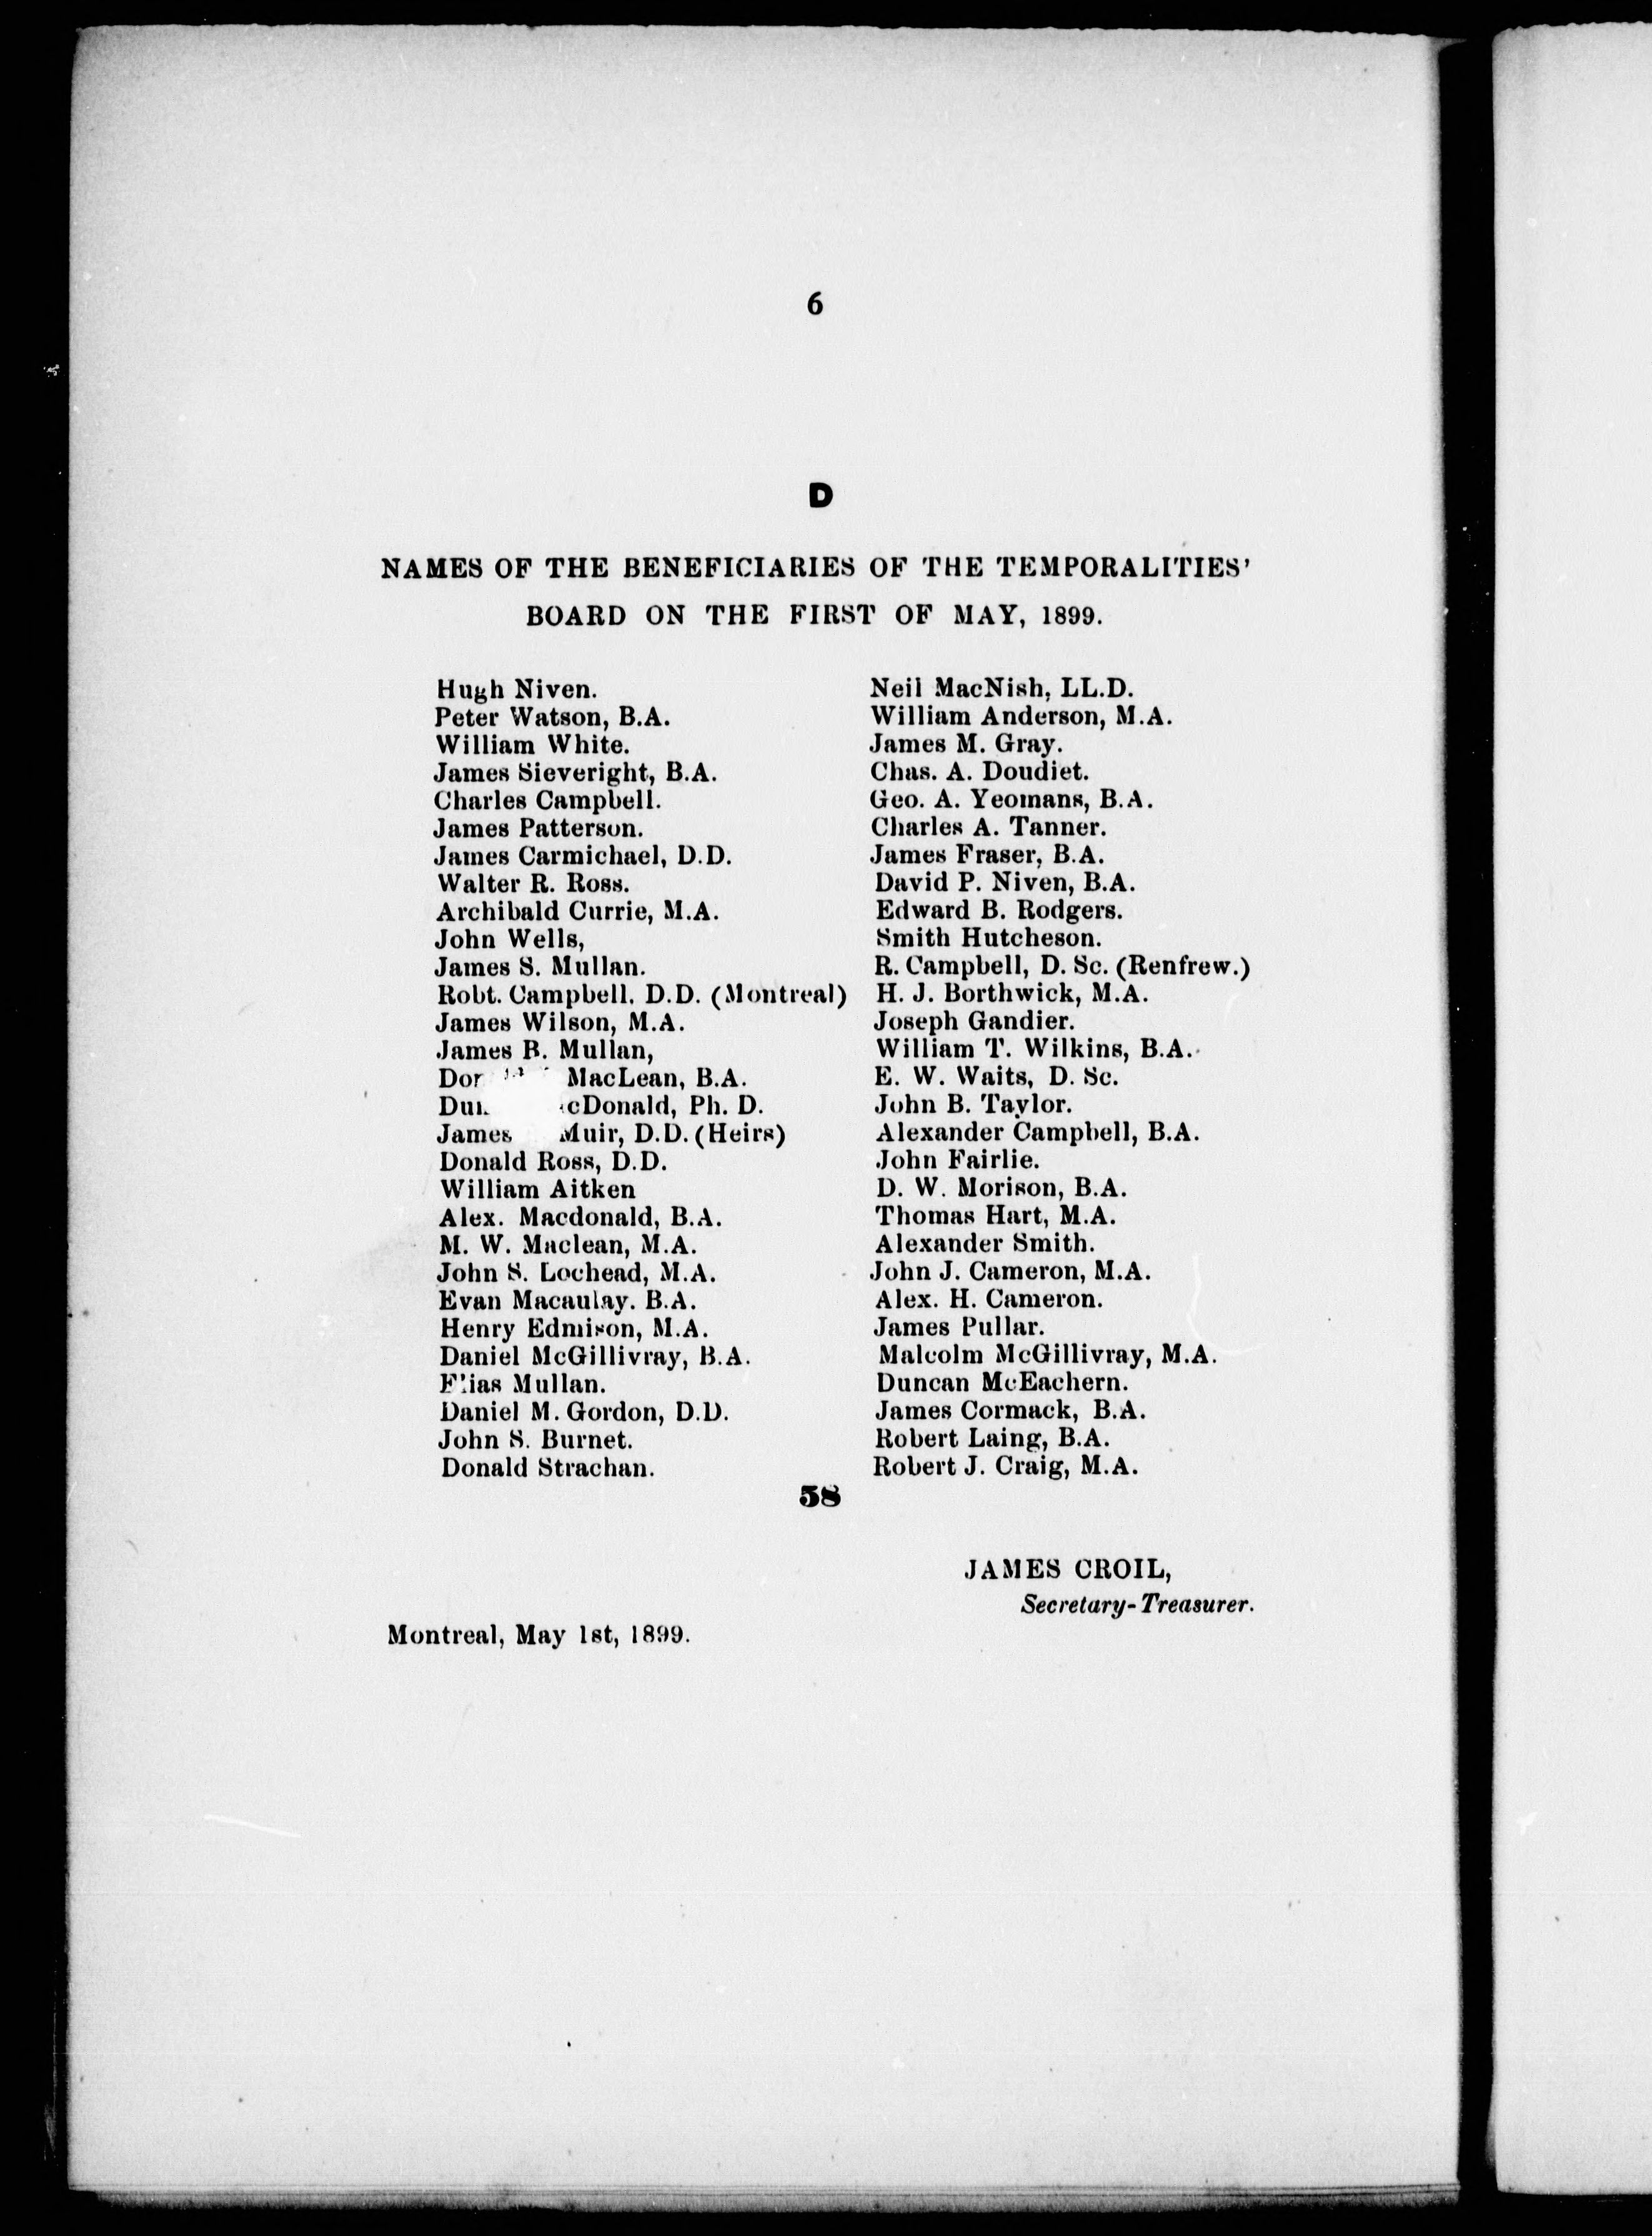 6
D
NAMES OF THE BENEFICIARIES OF THE TEMPORALITIES'
BOARD ON THE FIRST OF MAY, 1899.
Hugh Niven.
Peter Watson, B.A.
William White.
James Sieveright, B.A.
Charles Campbell.
James Patterson.
James Carmichael, D.D.
Walter R. Ross.
Archibald Currie, M.A.
John Wells,
James S. Mullan.
Robt. Campbell, D.D. (Montreal)
James Wilson, M.A.
James B. Mullan,
MacLean, B.A.
Ph. D.
James Muir, D.D. (Heirs)
Donald Ross, D.D.
William Aitken
Alex. Macdonald, B.A.
M. W. Maclean, M.A.
John S. Lochead, M.A.
Evan Macaulay. B.A.
Henry Edmison, M.A.
Daniel McGillivray, B.A.
Elias Mullan.
Daniel M. Gordon, D.D.
John S. Burnet.
Donald Strachan.
Neil MacNish, LL.D.
William Anderson, M.A.
James M. Gray.
Chas. A. Doudiet.
Geo. A. Yeomans, B.A.
Charles A. Tanner.
James Fraser, B.A.
David P. Niven, B.A.
Edward B. Rodgers.
Smith Hutcheson.
R. Campbell, D. Sc. (Renfrew.)
H. J. Borthwick, M.A.
Joseph Gandier.
William T. Wilkins, B.A.
E. W. Waits, D. Sc.
John B. Taylor.
Alexander Campbell, B.A.
John Fairlie.
D. W. Morison, B.A.
Thomas Hart, M.A.
Alexander Smith.
John J. Cameron, M.A.
Alex. H. Cameron.
James Pullar.
Malcolm McGillivray, M.A.
Duncan McEachern.
James Cormack, B.A.
Robert Laing, B.A.
Robert J. Craig, M.A.
58
JAMES CROIL,
Secretary-Treasurer.
Montreal, May 1st, 1899.